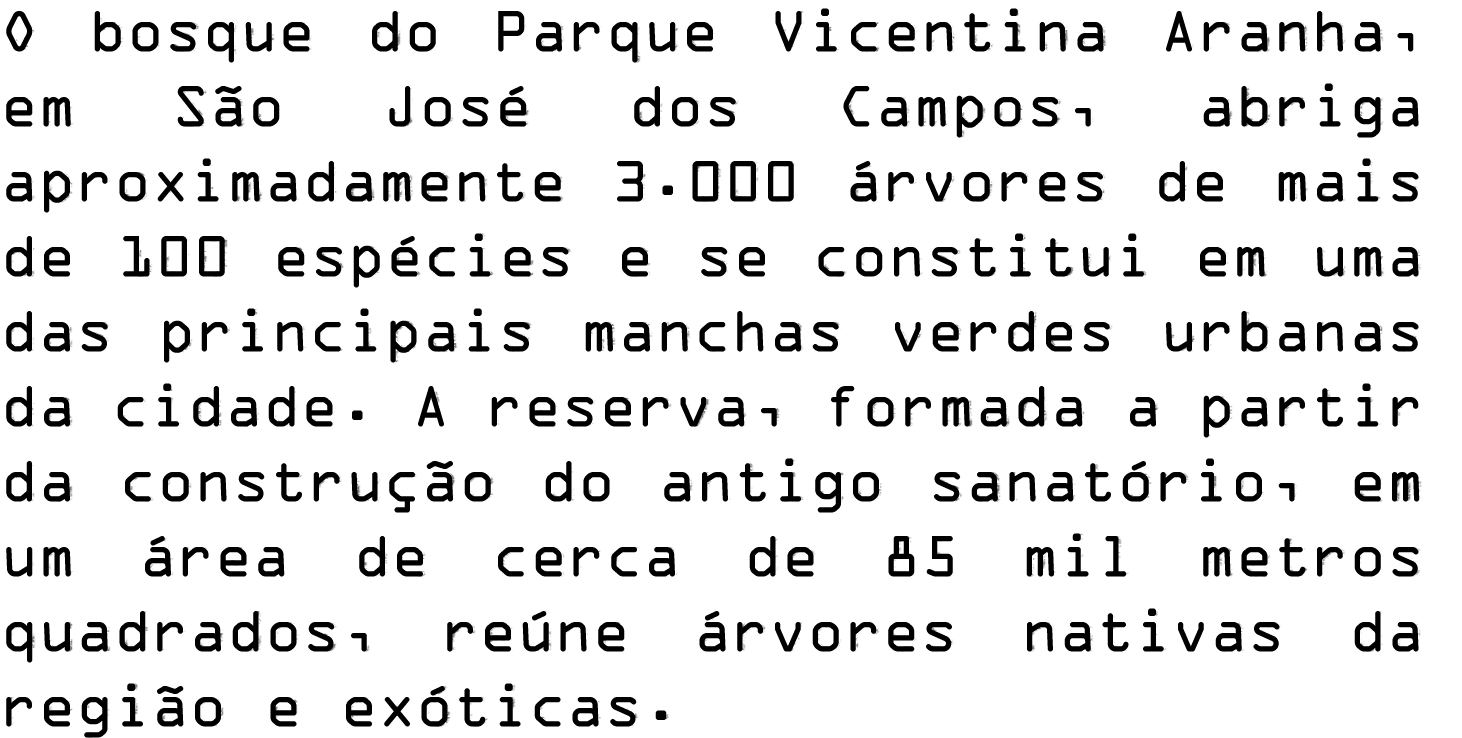 O bosque do Parque Vicentina Aranha,
em São José dos Campos, abriga
aproximadamente 3.000 árvores de mais
de 100 espécies e se constitui em uma
das principais manchas verdes urbanas
da cidade. A reserva, formada a partir
da construção do antigo sanatório, em
um área de cerca de 85 mil metros
quadrados, reúne árvores nativas da
região e exóticas.